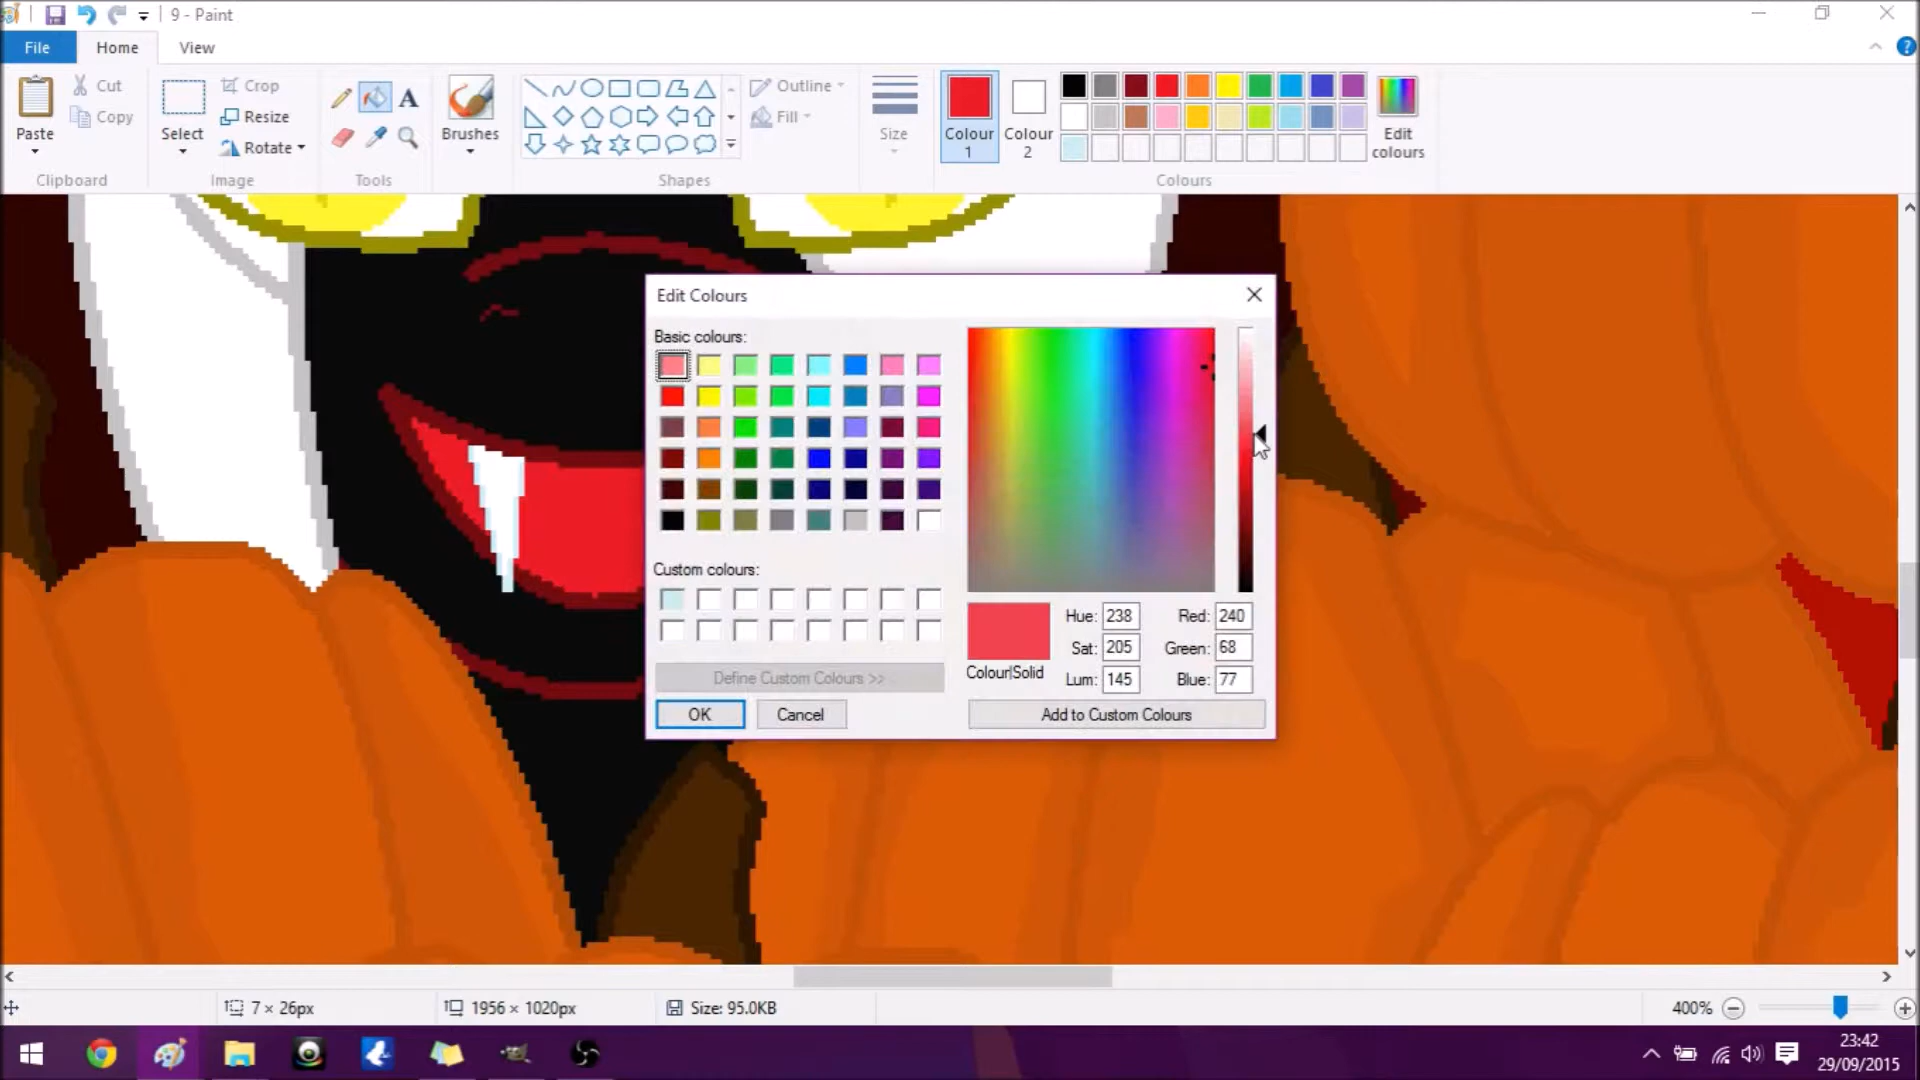 9 - Paint
File
Home
View
Paste
Cut
Copy
Clipboard
Select
Crop
Resize
Rotate
Image
A
Tools
Brushes
Shapes
Outline
Fill
Size
Colour
1
Colour
2
Edit
colours
Colours
?
Edit Colours
Basic colours:
Custom colours:
Define Custom Colours >>
OK
Cancel
Colour|Solid
Hue: 238
Sat: 205
Lum: 145
Red: 240
Green: 68
Blue: 77
Add to Custom Colours
7 × 26px
1956 × 1020px
Size: 95.0KB
400%
23:42
29/09/2015